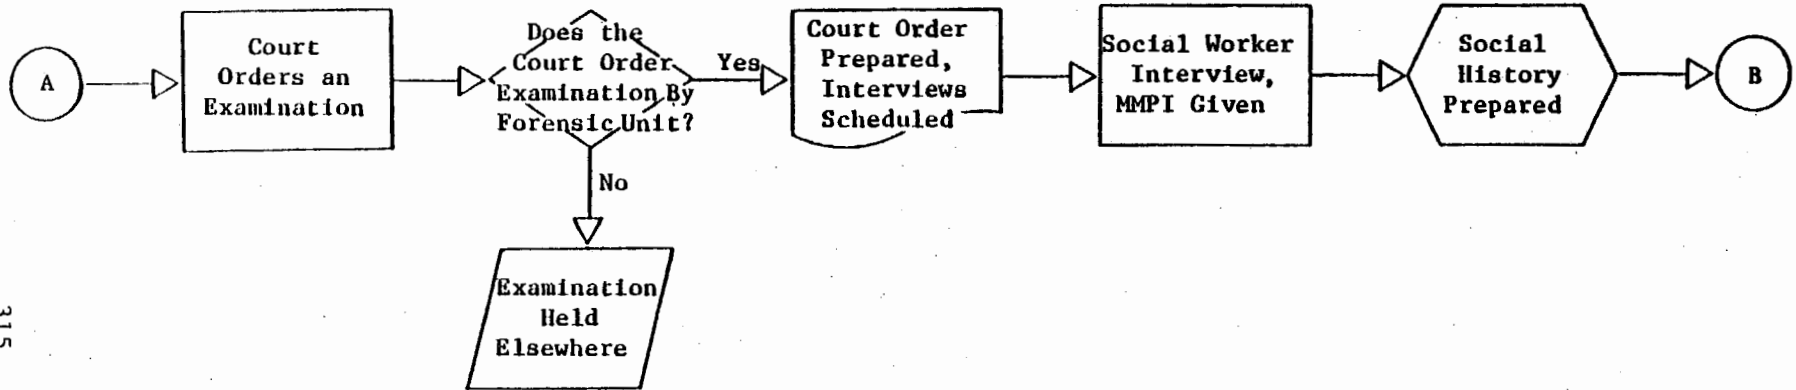 A
Court
Orders an
Examination
Does the
Court Order
Examination By
Forensic Unit?
Yes
No
Examination
Held
Elsewhere
Court Order
Prepared,
Interviews
Scheduled
Social Worker
Interview,
MMPI Given
Social
History
Prepared
B
315